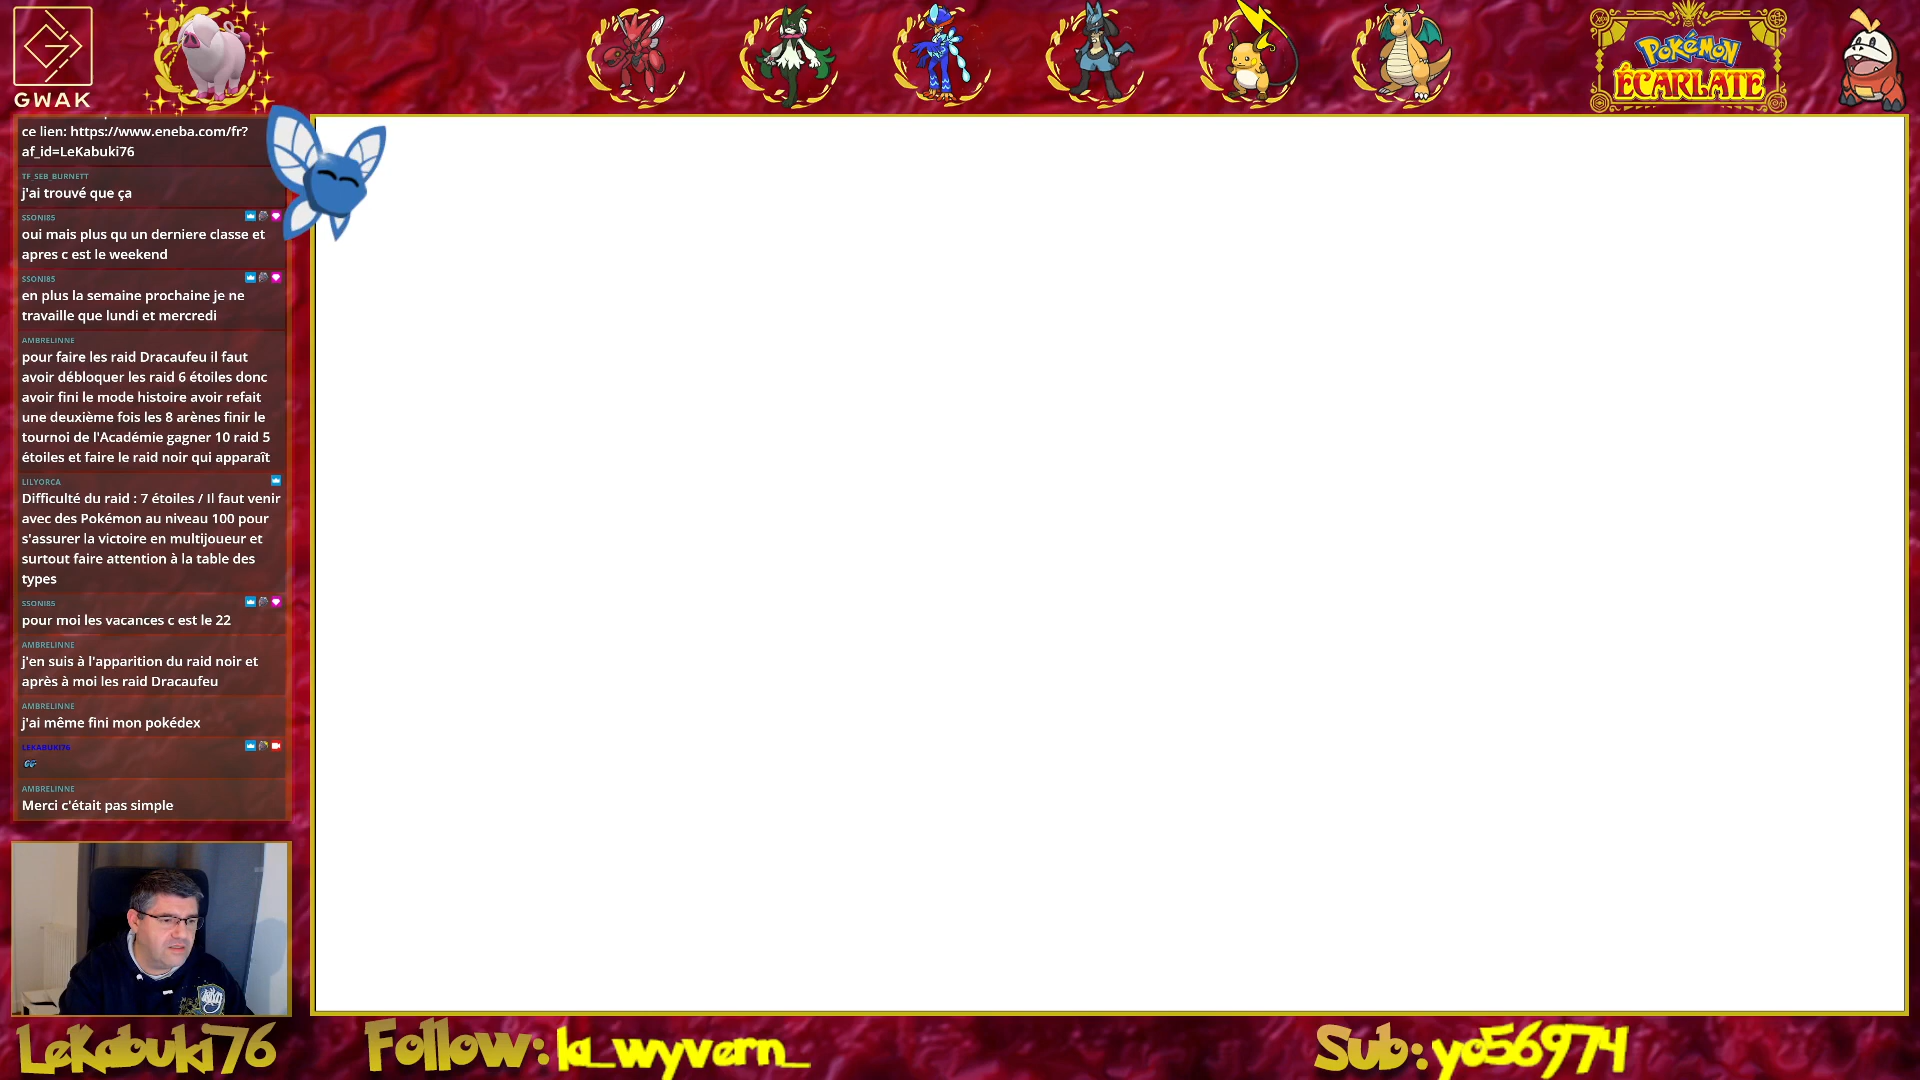 GWAK
POKÉMON
ÉCARLATE
ce lien: https://www.eneba.com/fr?
af_id=LeKabuki76
TF_SEB_BURNETT
j'ai trouvé que ça
SSONI85
oui mais plus qu un derniere classe et
apres c est le weekend
SSONI85
en plus la semaine prochaine je ne
travaille que lundi et mercredi
AMBRELINNE
pour faire les raid Dracaufeu il faut
avoir débloquer les raid 6 étoiles donc
avoir fini le mode histoire avoir refait
une deuxième fois les 8 arènes finir le
tournoi de l'Académie gagner 10 raid 5
étoiles et faire le raid noir qui apparaît
LILYORCA
Difficulté du raid : 7 étoiles / Il faut venir
avec des Pokémon au niveau 100 pour
s'assurer la victoire en multijoueur et
surtout faire attention à la table des
types
SSONI85
pour moi les vacances c est le 22
AMBRELINNE
j'en suis à l'apparition du raid noir et
après à moi les raid Dracaufeu
AMBRELINNE
j'ai même fini mon pokédex
LEKABUKI76
GG
AMBRELINNE
Merci c'était pas simple
LeKabuki76
Follow: la_wyvern_
Sub: yo56974